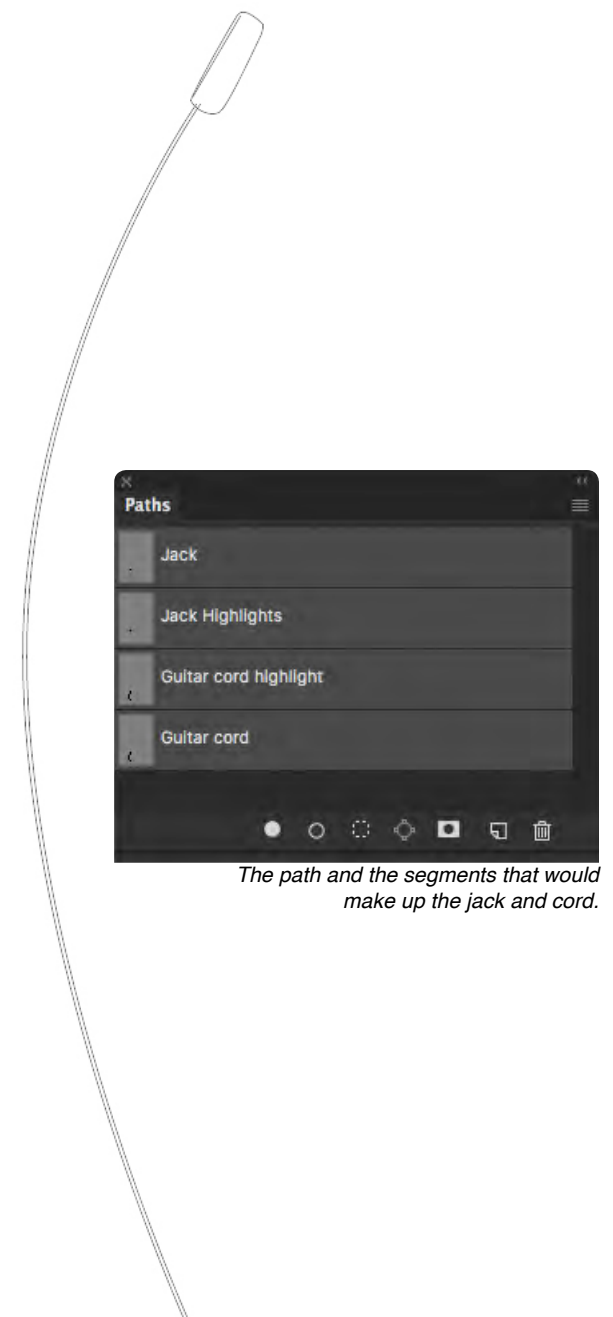 Paths
Jack
Jack Highlights
Guitar cord highlight
Guitar cord
The path and the segments that would
make up the jack and cord.